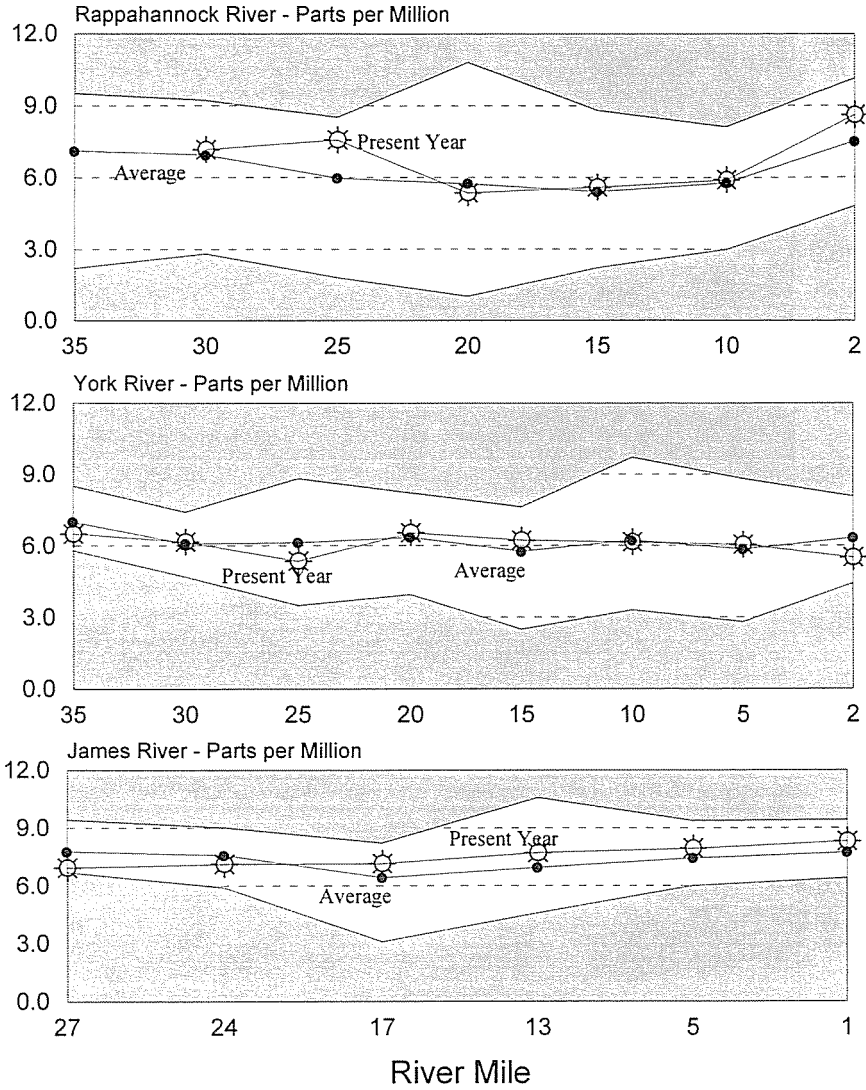 Rappahannock River - Parts per Million
12.0
9.0
Present Year
Average
6.0
3.0
0.0
35 30 25 20 15 10 2
York River - Parts per Million
12.0
9.0
6.0
Present Year Average
3.0
0.0
35 30 25 20 15 10 5 2
James River - Parts per Million
12.0
9.0
Present Year
6.0
Average
3.0
0.0
27 24 17 13 5 1
River Mile